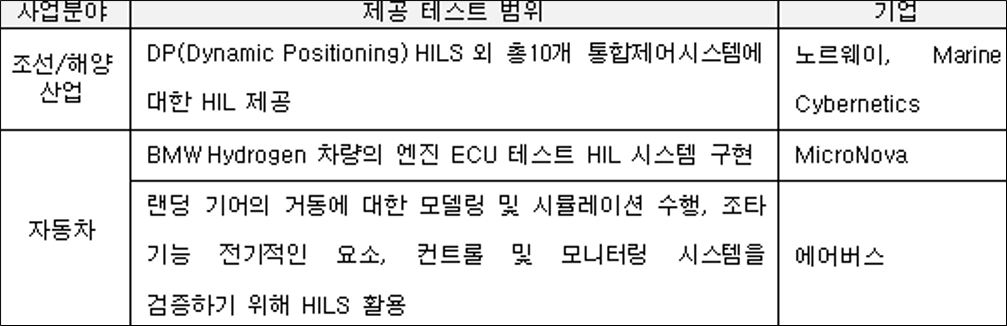 사업분야 제공 테스트 범위 기업
조선/해양
산업
DP(Dynamic Positioning) HILS 외 총10개 통합제어시스템에
대한 HIL 제공
노르웨이, Marine
Cybernetics
자동차
BMW Hydrogen 차량의 엔진 ECU 테스트 HIL 시스템 구현 MicroNova
랜딩 기어의 거동에 대한 모델링 및 시뮬레이션 수행, 조타
기능 전기적인 요소, 컨트롤 및 모니터링 시스템을
검증하기 위해 HILS 활용
에어버스